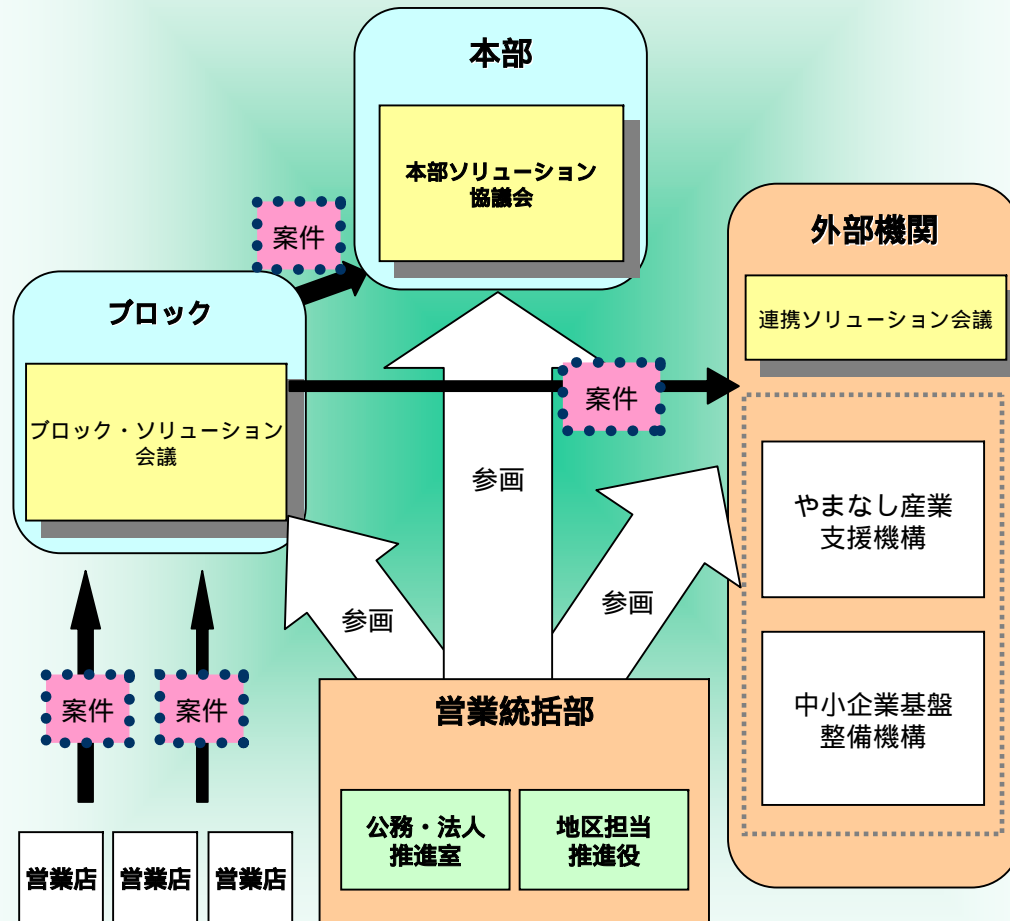 本部
本部ソリューション
協議会
案件
外部機関
連携ソリューション会議
ブロック
ブロック・ソリューション
会議
案件
参画
やまなし産業
支援機構
参画
参画
案件
案件
営業統括部
中小企業基盤
整備機構
公務・法人
推進室
地区担当
推進役
営業店
営業店
営業店